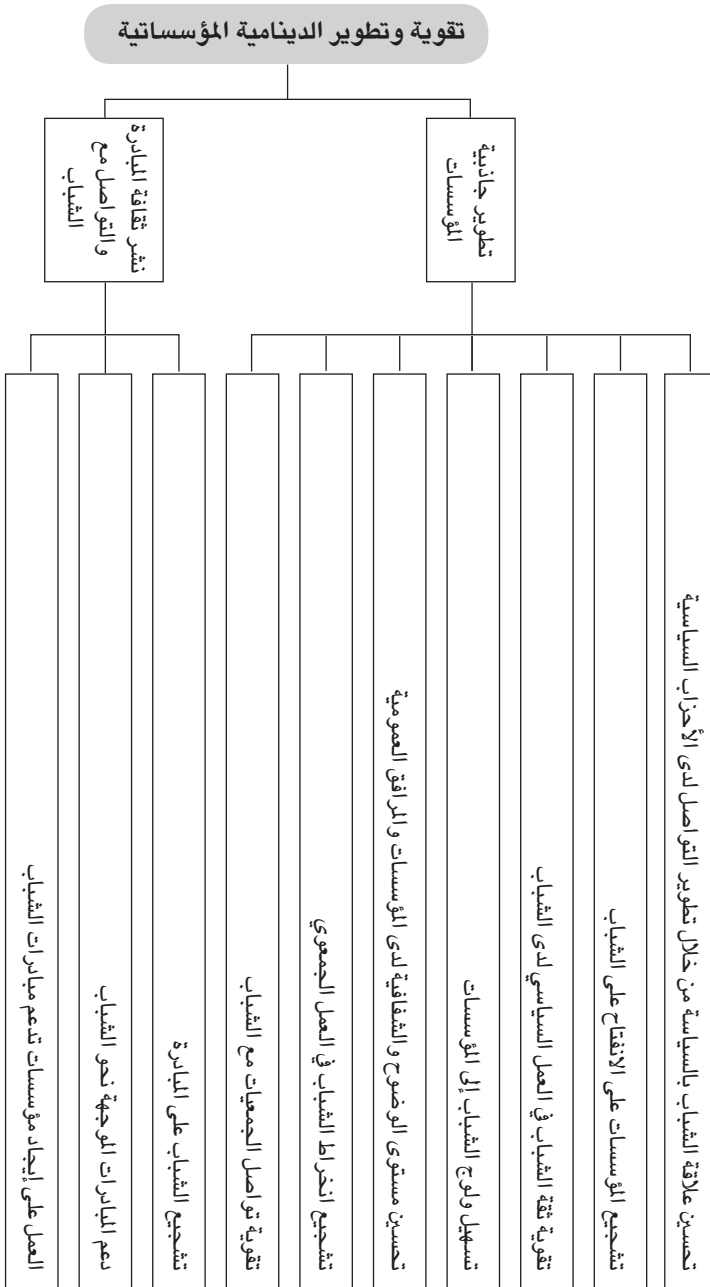 تقوية وتطوير الدينامية المؤسساتية
تطوير جاذبية
المؤسسات
نشر ثقافة المبادرة
والتواصل مع
الشباب
تحسين علاقة الشباب بالسياسة من خلال تطوير التواصل لدى الأحزاب السياسية
تشجيع المؤسسات على الانفتاح على الشباب
تقوية ثقة الشباب في العمل السياسي لدى الشباب
تسهيل ولوج الشباب إلى المؤسسات
تحسين مستوى الوضوح والشفافية لدى المؤسسات والمرافق العمومية
تشجيع انخراط الشباب في العمل الجمعوي
تقوية تواصل الجمعيات مع الشباب
تشجيع الشباب على المبادرة
دعم المبادرات الموجهة نحو الشباب
العمل على إيجاد مؤسسات تدعم مبادرات الشباب